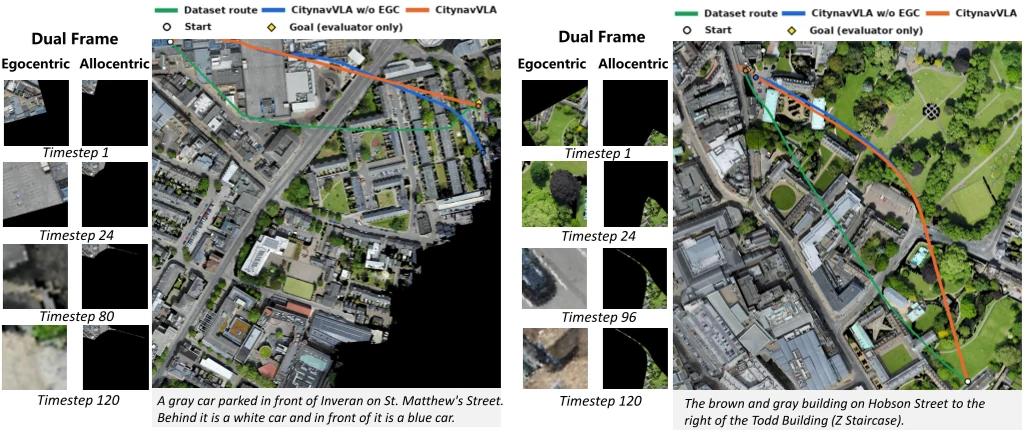 Dataset route CitynavVLA w/o EGC CitynavVLA
Start Goal (evaluator only)
Dual Frame
Egocentric Allocentric
Timestep 1
Timestep 24
Timestep 80
Timestep 120
A gray car parked in front of Inveran on St. Matthew's Street.
Behind it is a white car and in front of it is a blue car.
Dataset route CitynavVLA w/o EGC CitynavVLA
Start Goal (evaluator only)
Dual Frame
Egocentric Allocentric
Timestep 1
Timestep 24
Timestep 96
Timestep 120
The brown and gray building on Hobson Street to the
right of the Todd Building (Z Staircase).